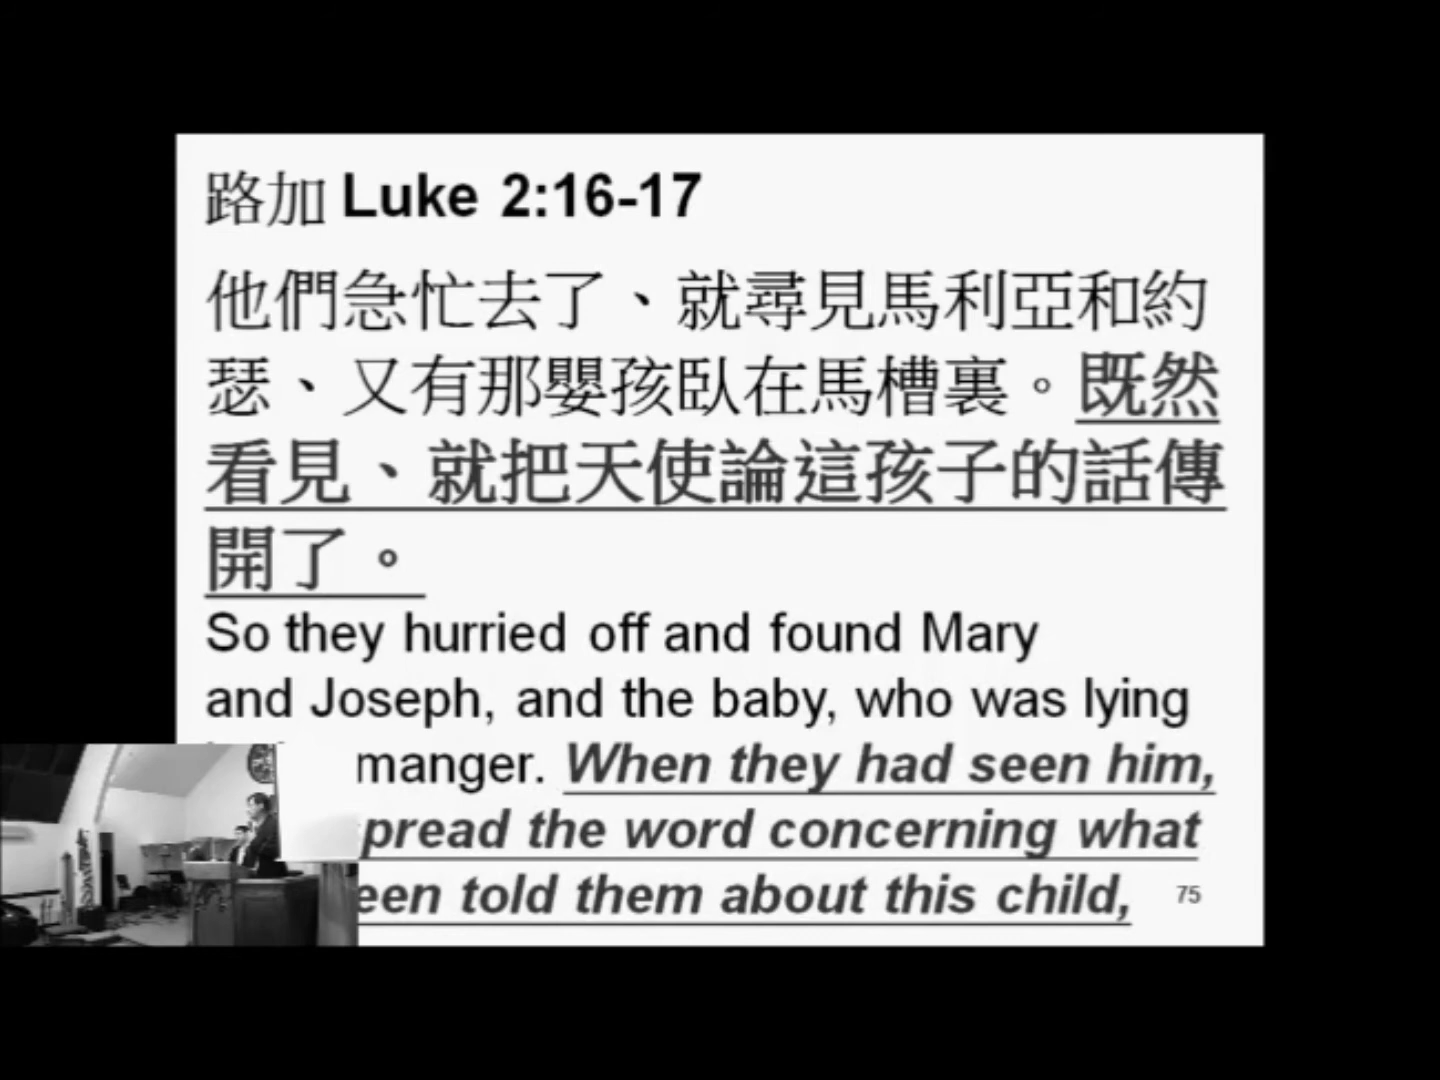 路加 Luke 2:16-17
他們急忙去了、就尋見馬利亞和約
瑟、又有那嬰孩臥在馬槽裏。既然
看見、就把天使論這孩子的話傳
開了。
So they hurried off and found Mary
and Joseph, and the baby, who was lying
manger. When they had seen him,
the word concerning what
told them about this child,
75